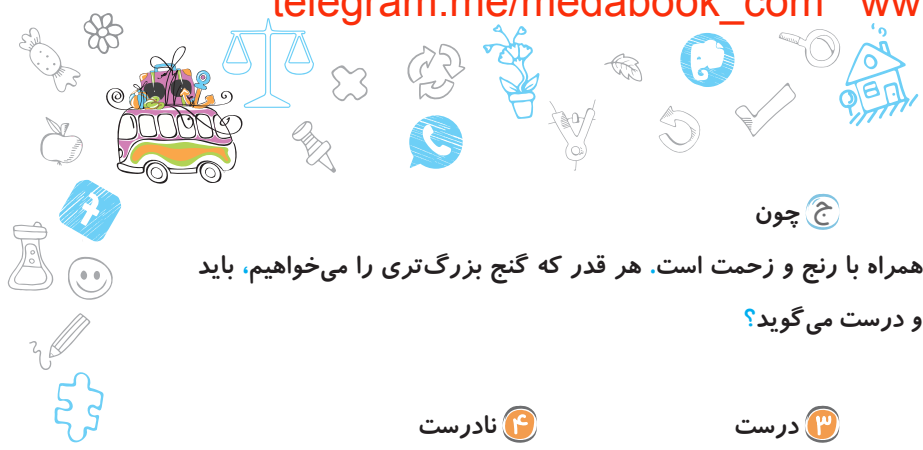 telegram.me/medabook_com ww
ج چون
همراه با رنج و زحمت است. هر قدر که گنج بزرگ‌تری را می‌خواهیم، باید
و درست می‌گوید؟
۳ درست ۴ نادرست